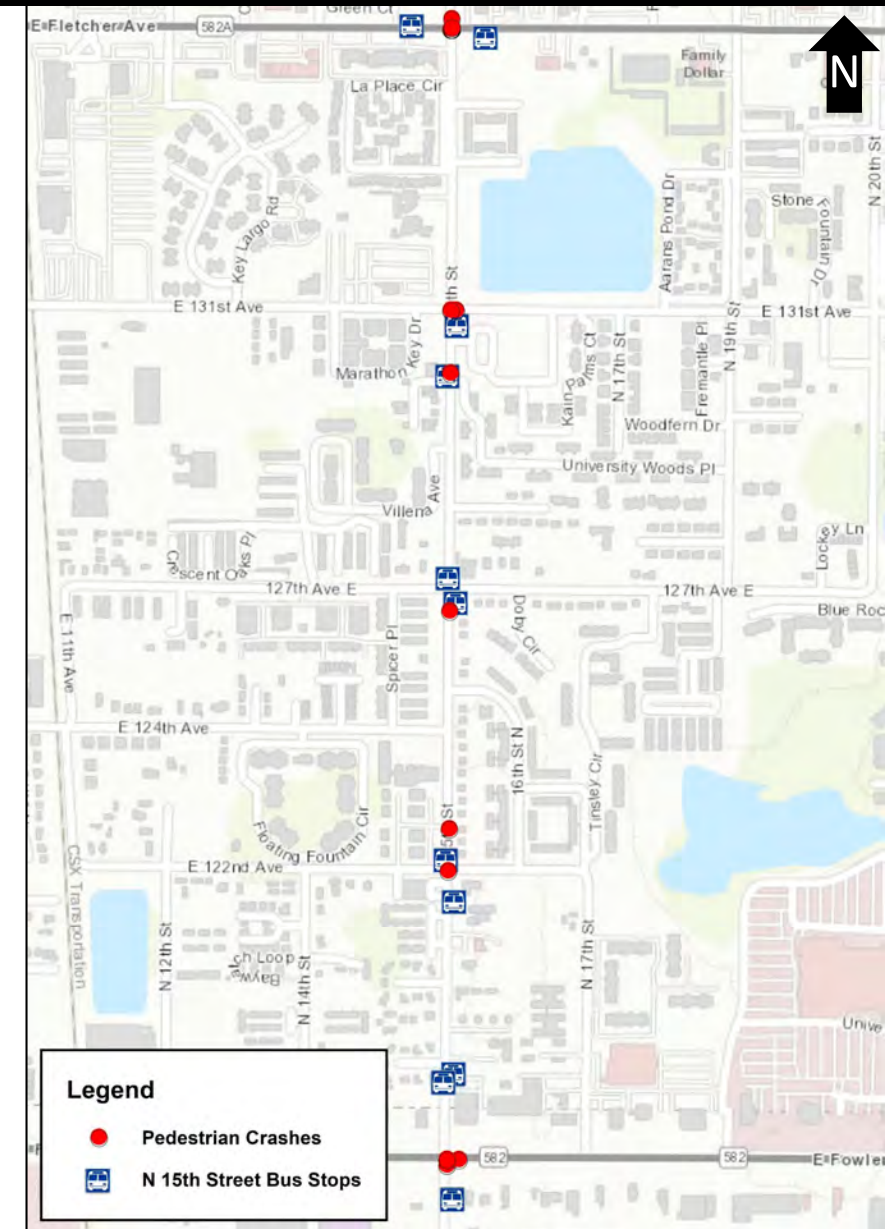 Green Ct
E Fletcher Ave
582A
N
Family
Dollar
La Place Cir
N 20th St
Key Largo Rd
Aarans Pond Dr
Stone
Fountain Dr
th St
E 131st Ave
E 131st Ave
Key Dr
Marathon
Kain Palms Ct
N 17th St
Fremantle Pl
N 19th St
Woodfern Dr
University Woods Pl
Villena Ave
Crescent Oaks Pl
Lockey Ln
127th Ave E
127th Ave E
Blue Roc
E 11th Ave
Spicer Pl
Doby Cir
E 124th Ave
16th St N
Tinsley Cir
Floating Fountain Cir
5th St
E 122nd Ave
CSX Transportation
N 12th St
N 14th St
N 17th St
Unive
Legend
Pedestrian Crashes
N 15th Street Bus Stops
582
582
E Fowler